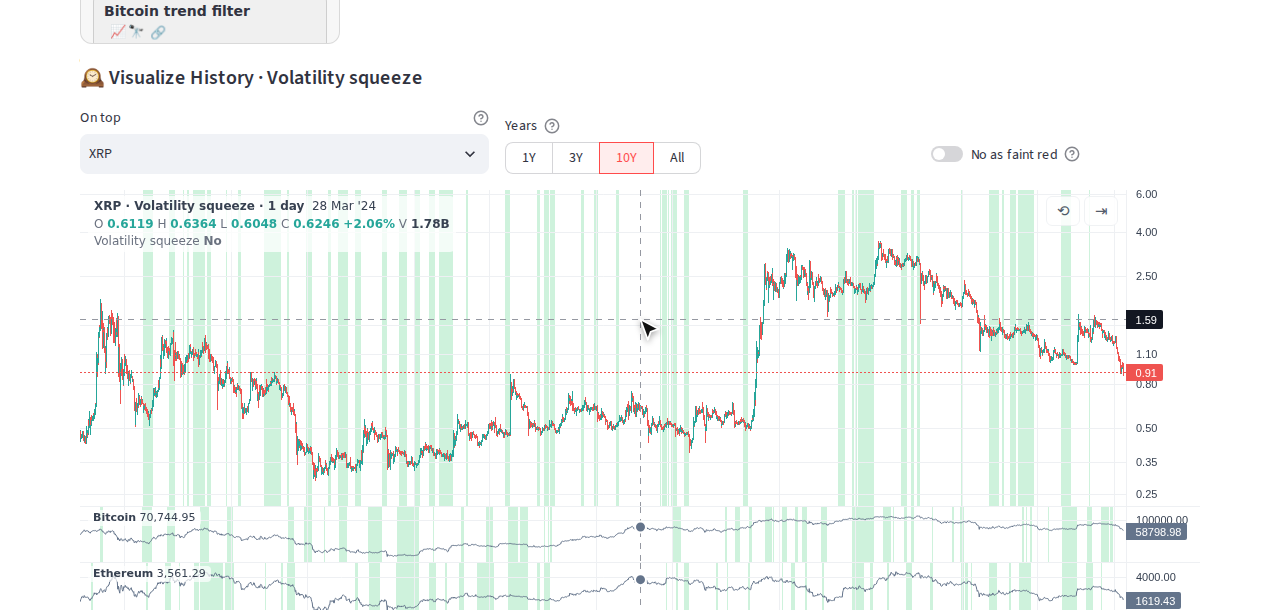 Bitcoin trend filter
Visualize History · Volatility squeeze
On top
XRP
Years
1Y 3Y 10Y All
No as faint red
XRP · Volatility squeeze · 1 day 28 Mar '24
O 0.6119 H 0.6364 L 0.6048 C 0.6246 +2.06% V 1.78B
Volatility squeeze No
6.00
4.00
2.50
1.59
1.10
0.91
0.80
0.50
0.35
0.25
Bitcoin 70,744.95
100000.00
58798.98
Ethereum 3,561.29
4000.00
1619.43